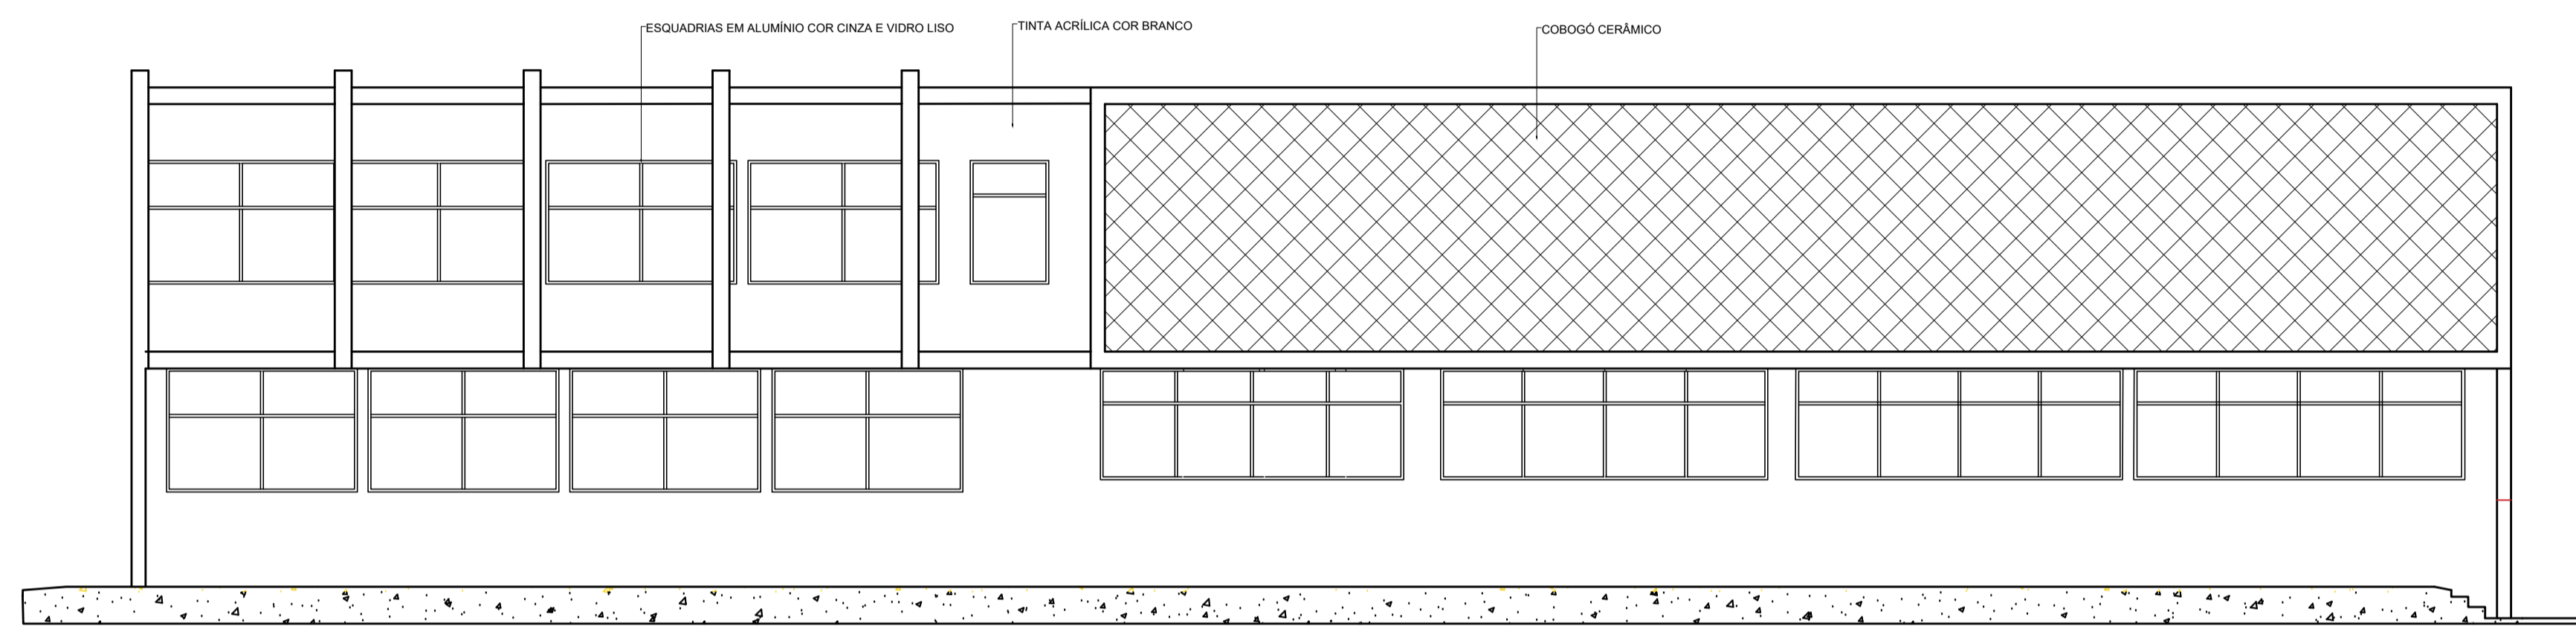 ESQUADRIAS EM ALUMÍNIO COR CINZA E VIDRO LISO
TINTA ACRÍLICA COR BRANCO
COBOGÓ CERÂMICO